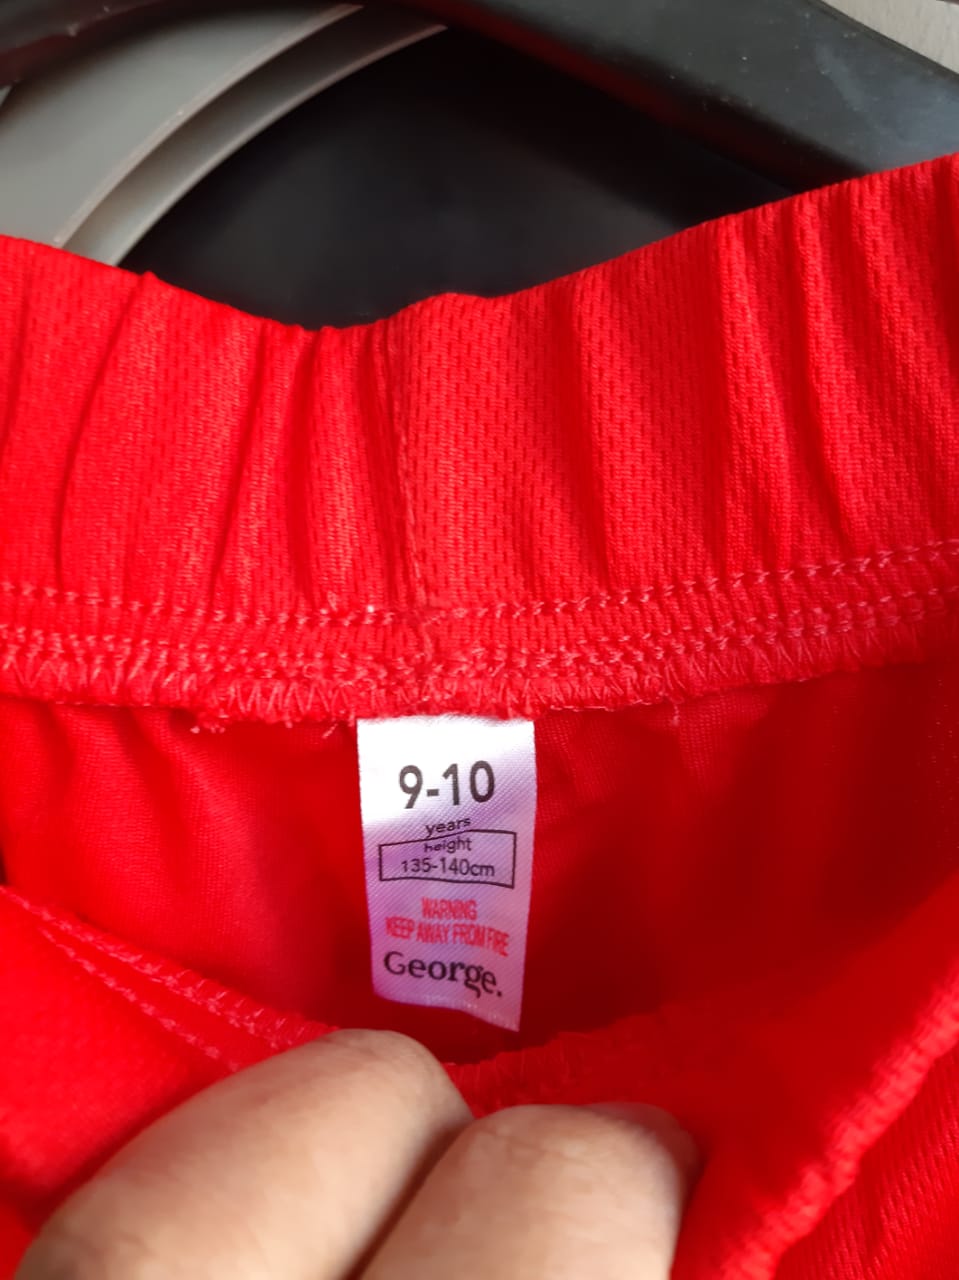 9-10
years
height
135-140cm
WARNING
KEEP AWAY FROM FIRE
George.